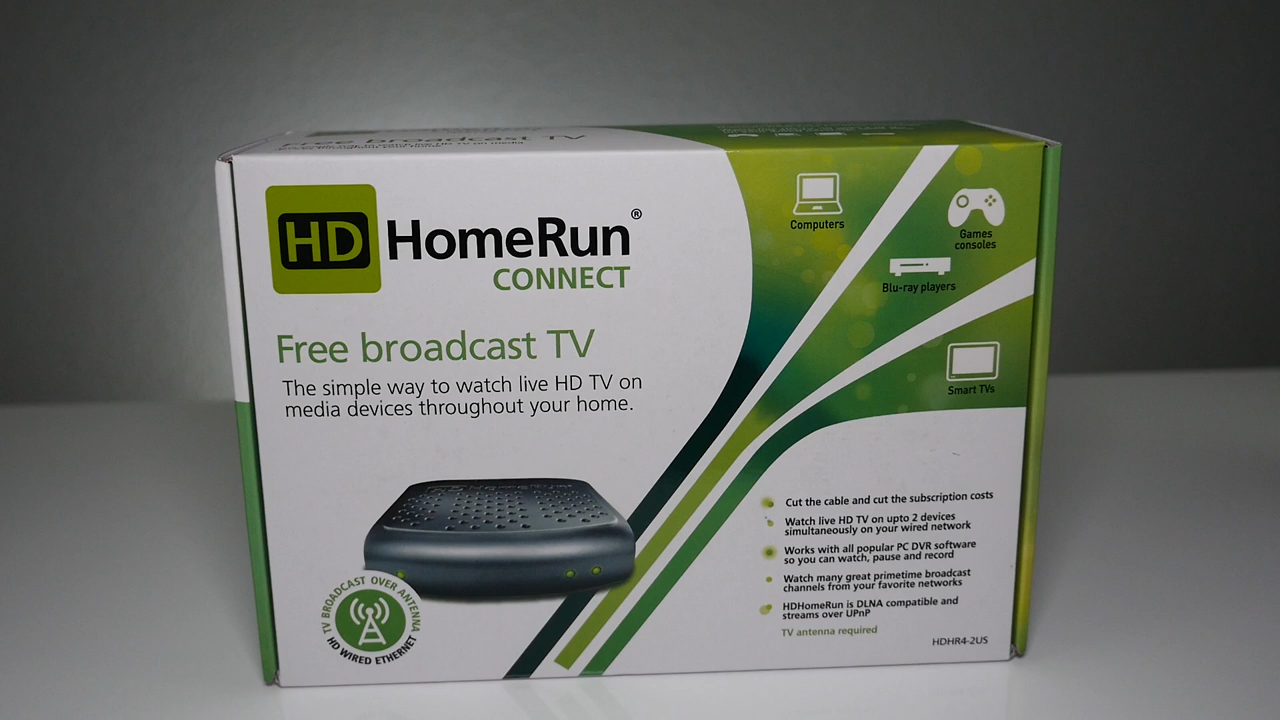 Free broadcast TV
HD HomeRun®
CONNECT
Free broadcast TV
The simple way to watch live HD TV on
media devices throughout your home.
Computers
Games
consoles
Blu-ray players
Smart TVs
Cut the cable and cut the subscription costs
Watch live HD TV on upto 2 devices
simultaneously on your wired network
Works with all popular PC DVR software
so you can watch, pause and record
Watch many great primetime broadcast
channels from your favorite networks
HDHomeRun is DLNA compatible and
streams over UPnP
TV antenna required
HDHR4-2US
TV BROADCAST OVER ANTENNA
HD WIRED ETHERNET